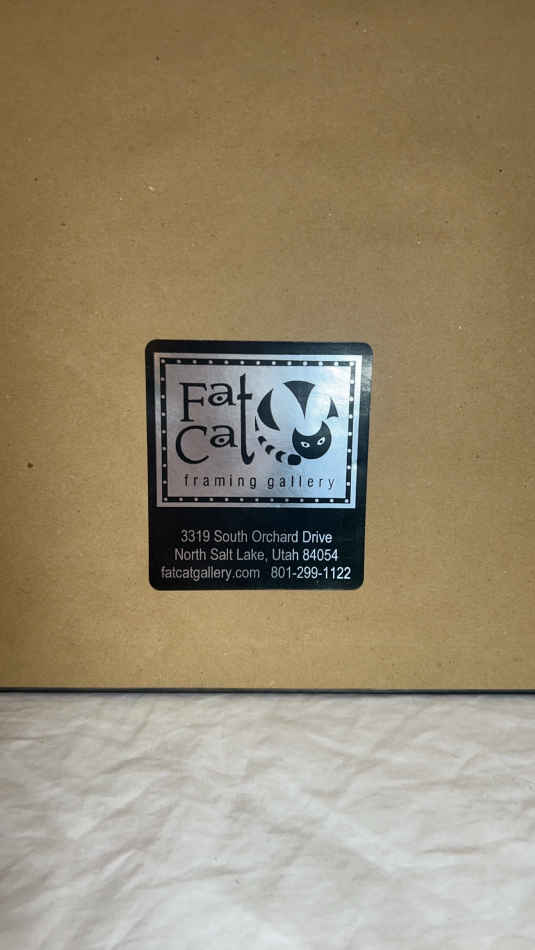 Fat
Cat
framing gallery
3319 South Orchard Drive
North Salt Lake, Utah 84054
fatcatgallery.com 801-299-1122